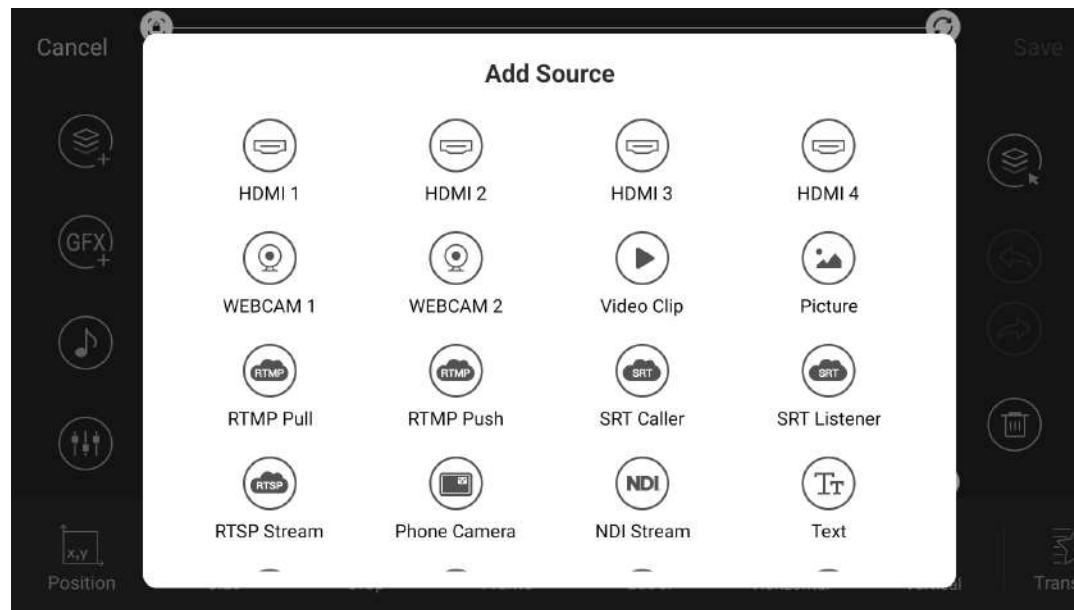 Cancel
Save
Add Source
HDMI 1
HDMI 2
HDMI 3
HDMI 4
GFX
WEBCAM 1
WEBCAM 2
Video Clip
Picture
RTMP
RTMP
SRT
SRT
RTMP Pull
RTMP Push
SRT Caller
SRT Listener
RTSP
NDI
TT
RTSP Stream
Phone Camera
NDI Stream
Text
x,y
Position
Trans